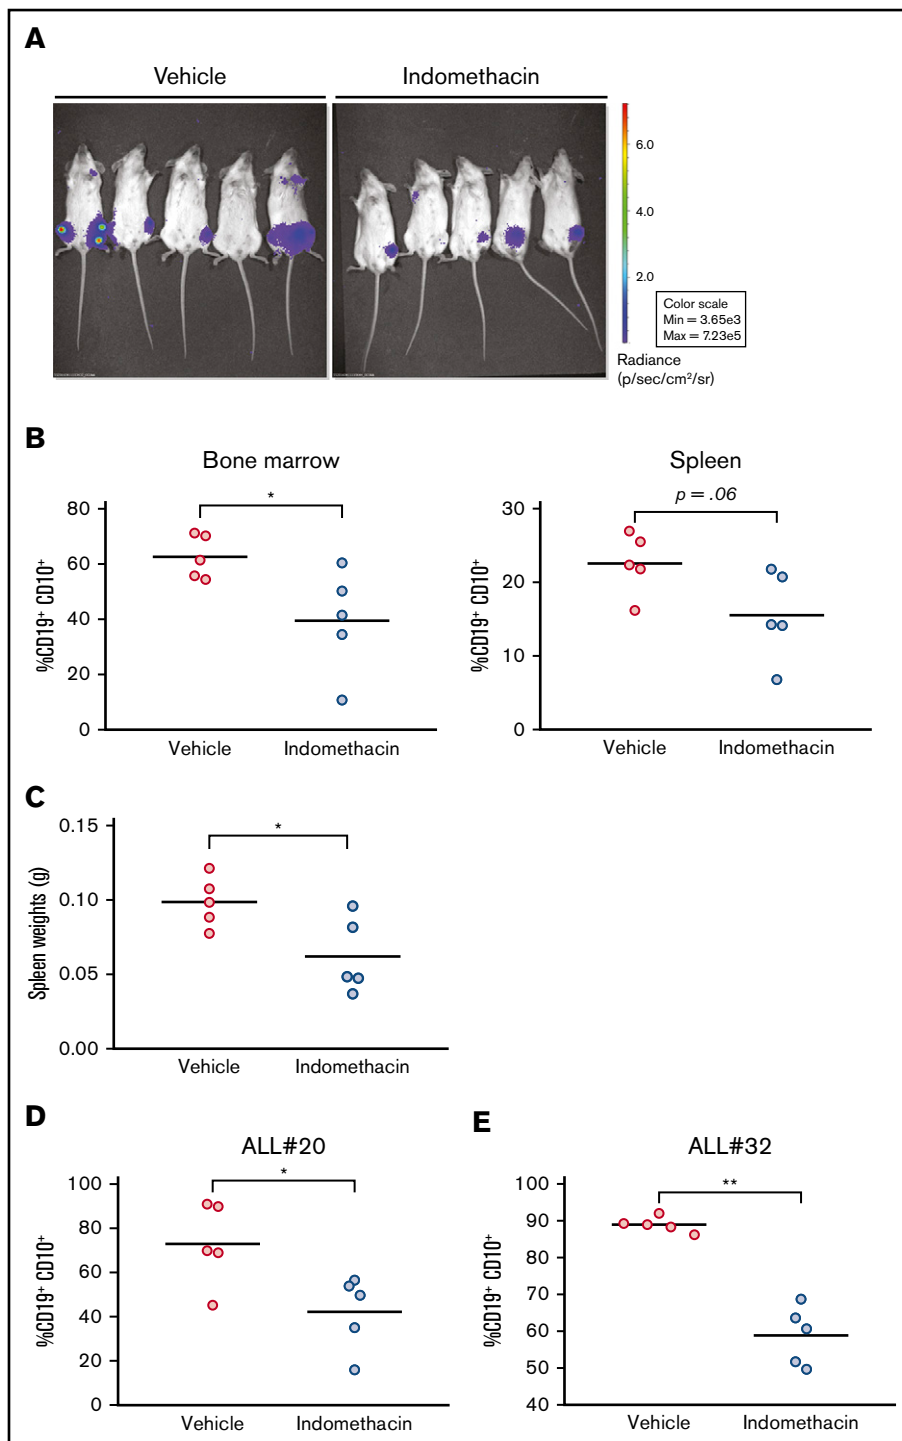 A
Vehicle
Indomethacin
6.0
4.0
2.0
Color scale
Min = 3.65e3
Max = 7.23e5
Radiance
(p/sec/cm²/sr)
B
Bone marrow
*
80
60
40
20
0
%CD19⁺ CD10⁺
Vehicle
Indomethacin
Spleen
p = .06
30
20
10
0
%CD19⁺ CD10⁺
Vehicle
Indomethacin
C
*
0.15
0.10
0.05
0.00
Spleen weights (g)
Vehicle
Indomethacin
D
ALL#20
*
100
80
60
40
20
0
%CD19⁺ CD10⁺
Vehicle
Indomethacin
E
ALL#32
**
100
90
80
70
60
50
40
%CD19⁺ CD10⁺
Vehicle
Indomethacin